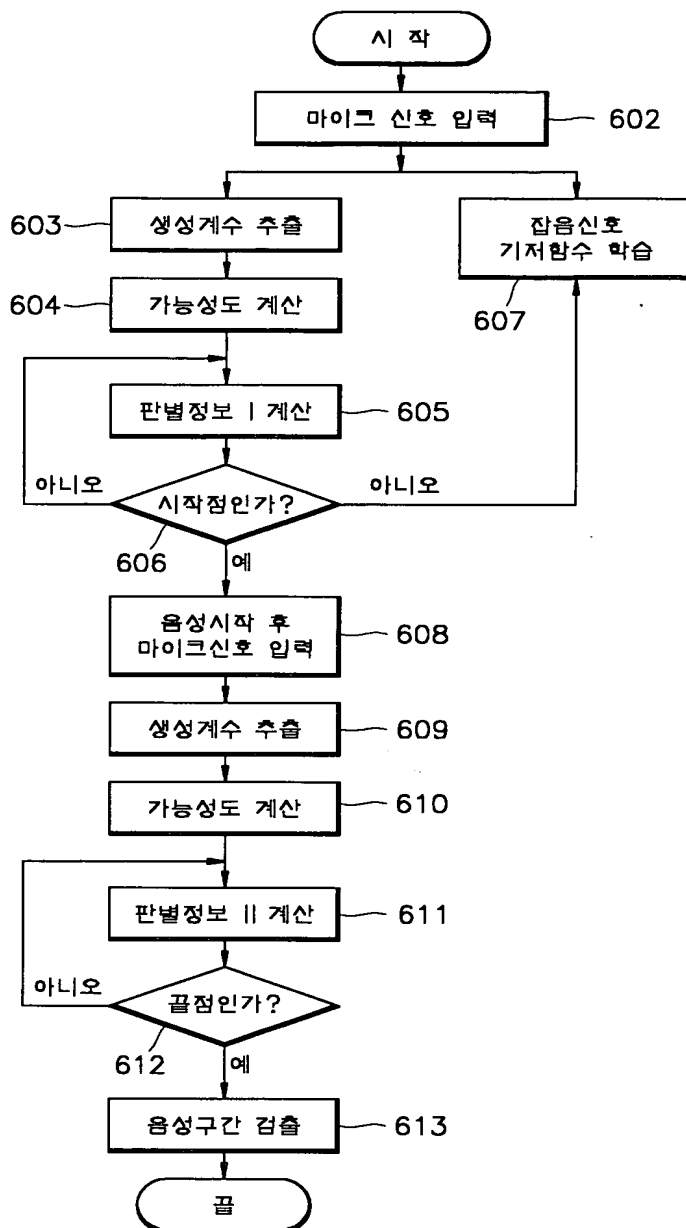 시 작
마이크 신호 입력
602
603
생성계수 추출
잡음신호
기저함수 학습
607
604
가능성도 계산
판별정보 I 계산
605
아니오
시작점인가?
아니오
606
예
음성시작 후
마이크신호 입력
608
생성계수 추출
609
가능성도 계산
610
판별정보 II 계산
611
아니오
끝점인가?
612
예
음성구간 검출
613
끝